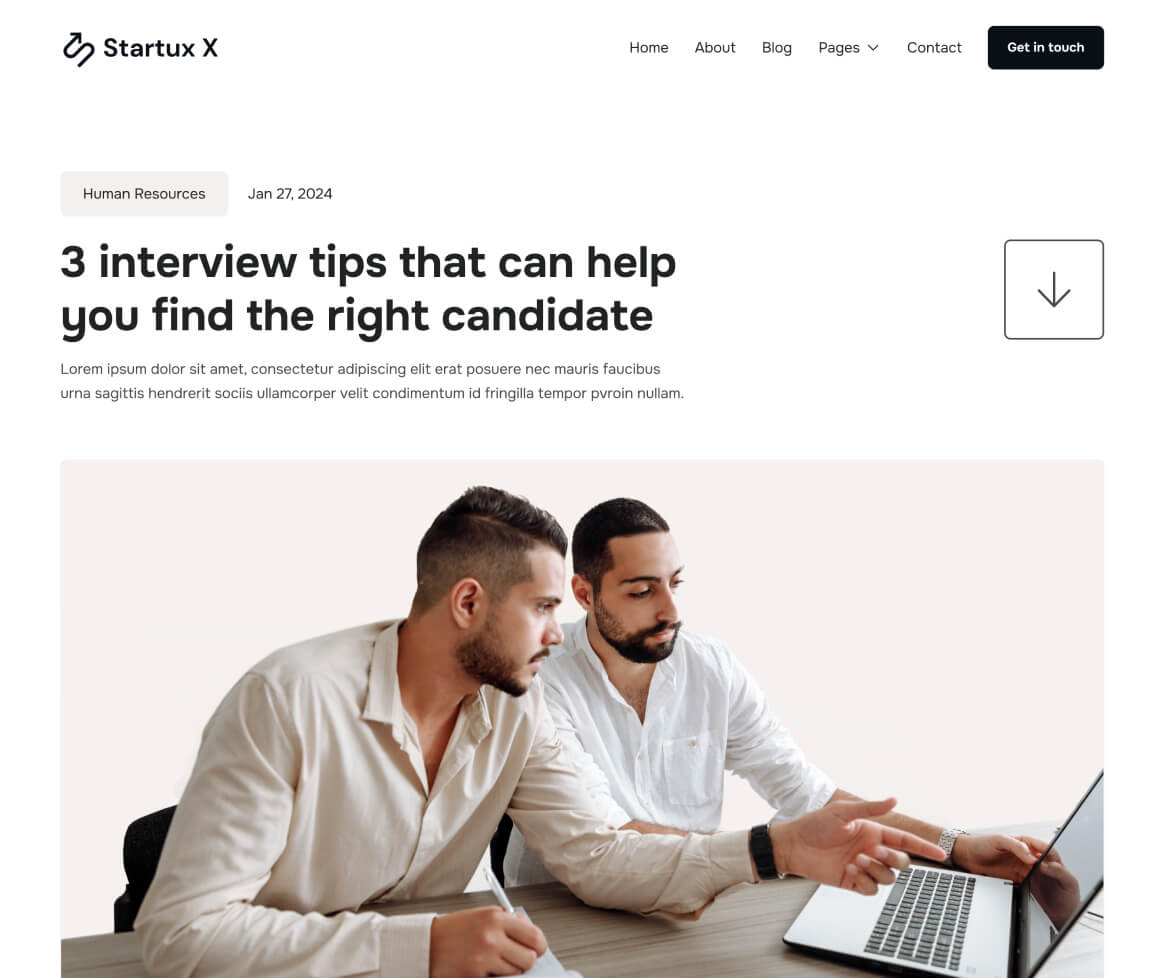 Startux X
Home About Blog Pages Contact Get in touch
Human Resources Jan 27, 2024
3 interview tips that can help
you find the right candidate
Lorem ipsum dolor sit amet, consectetur adipiscing elit erat posuere nec mauris faucibus
urna sagittis hendrerit sociis ullamcorper velit condimentum id fringilla tempor pvroin nullam.